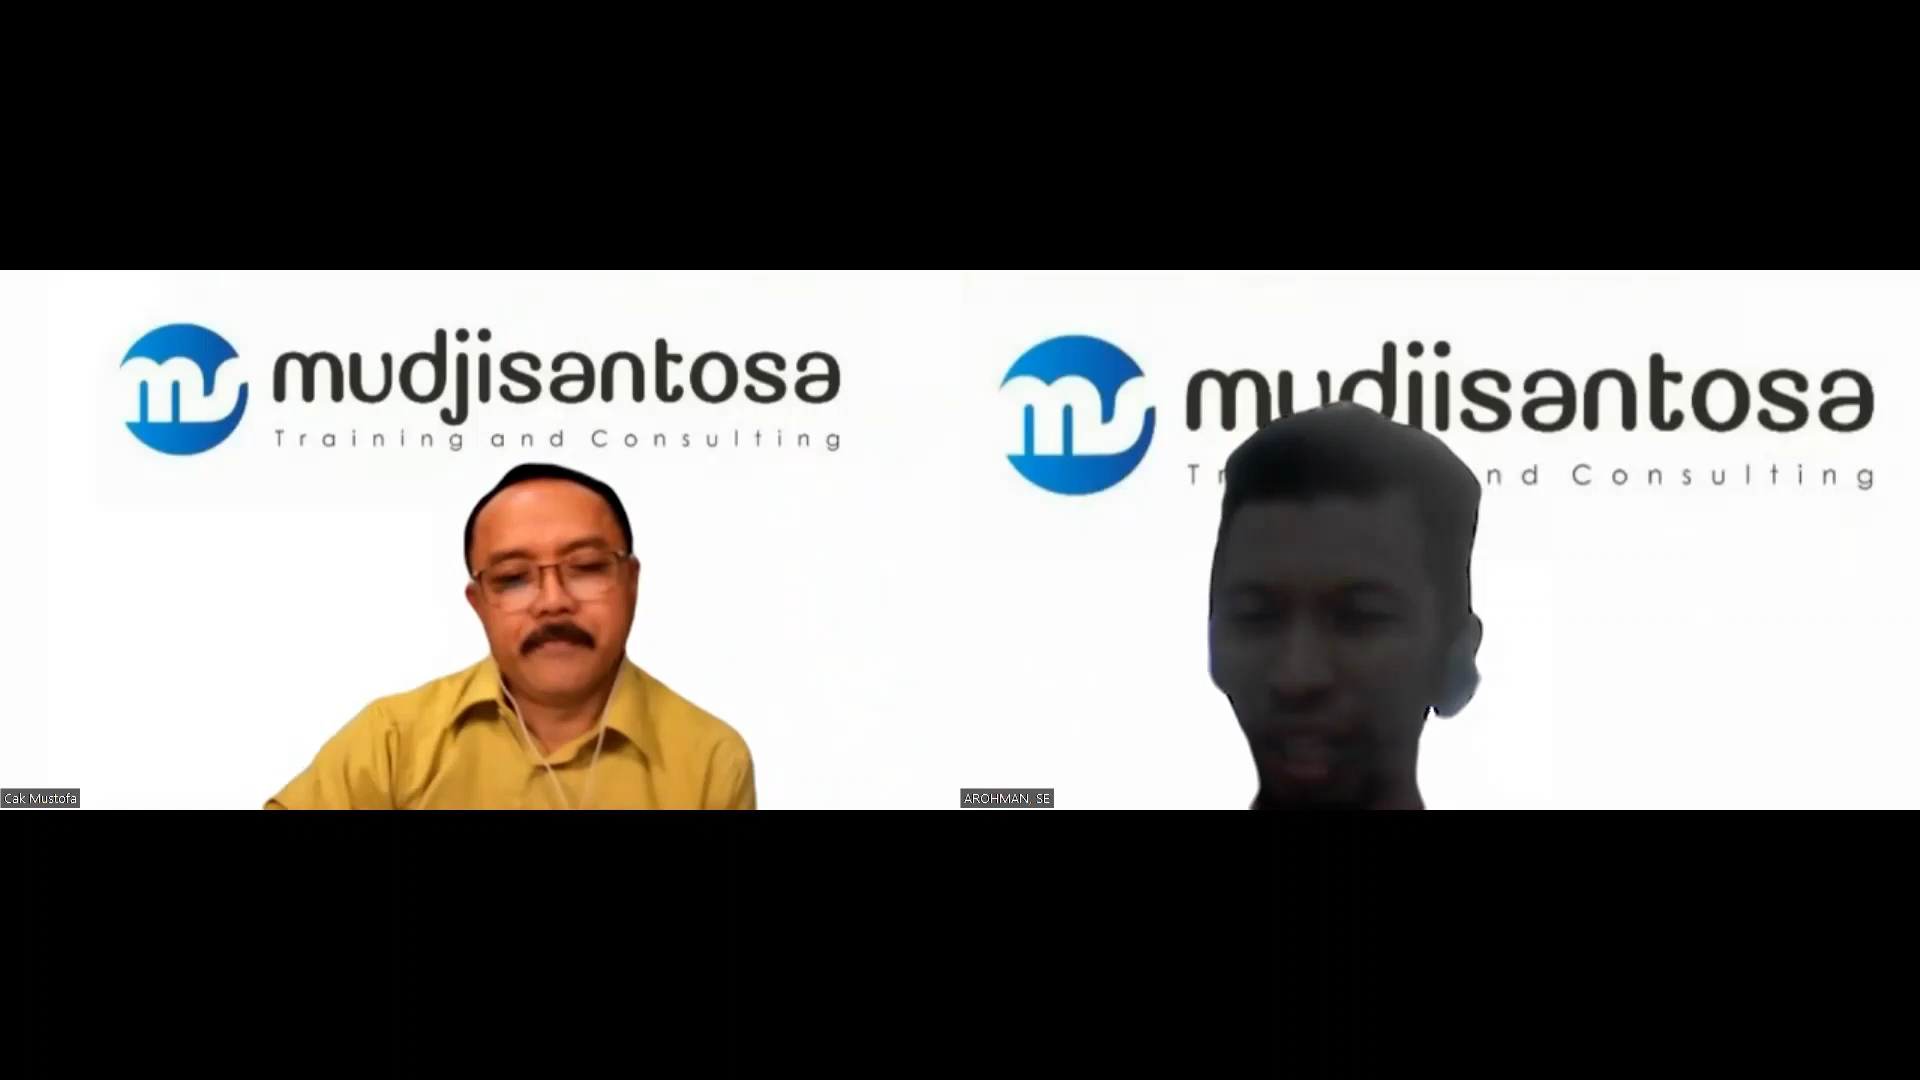 mudjisantosa
Training and Consulting
Cak Mustofa
mudjisantosa
nd Consulting
AROHMAN, SE